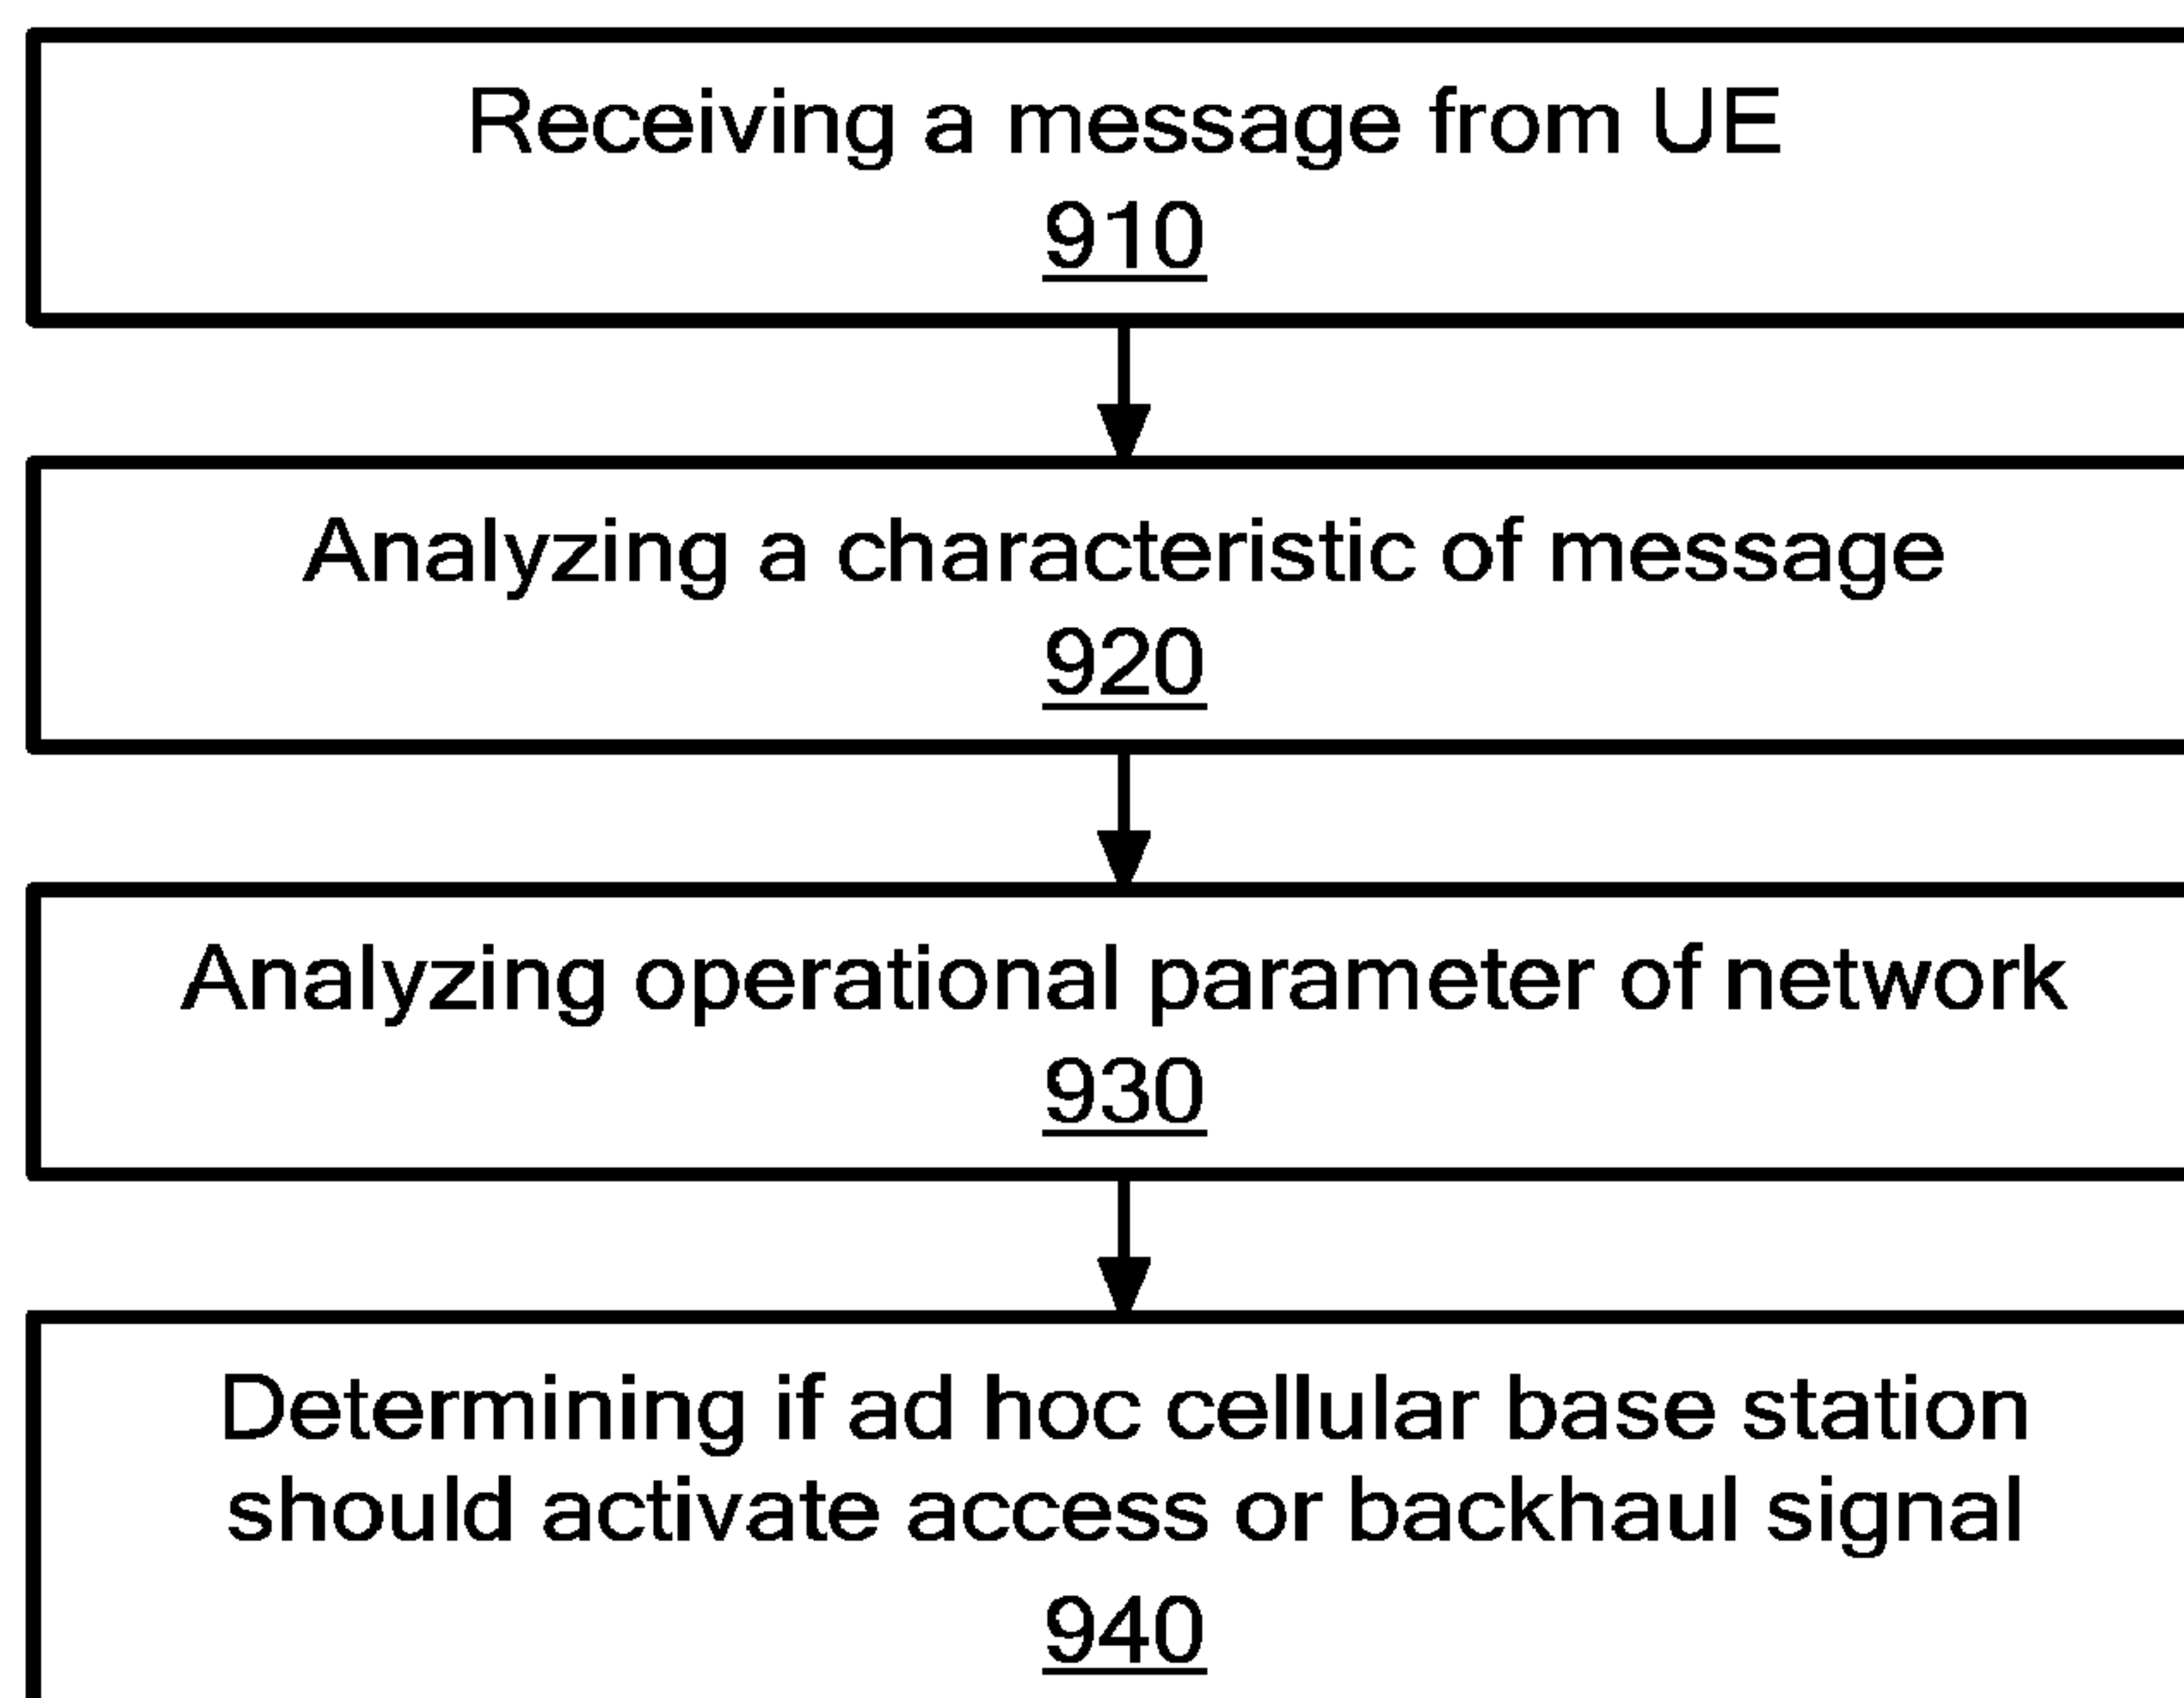 Receiving a message from UE
910
Analyzing a characteristic of message
920
Analyzing operational parameter of network
930
Determining if ad hoc cellular base station
should activate access or backhaul signal
940